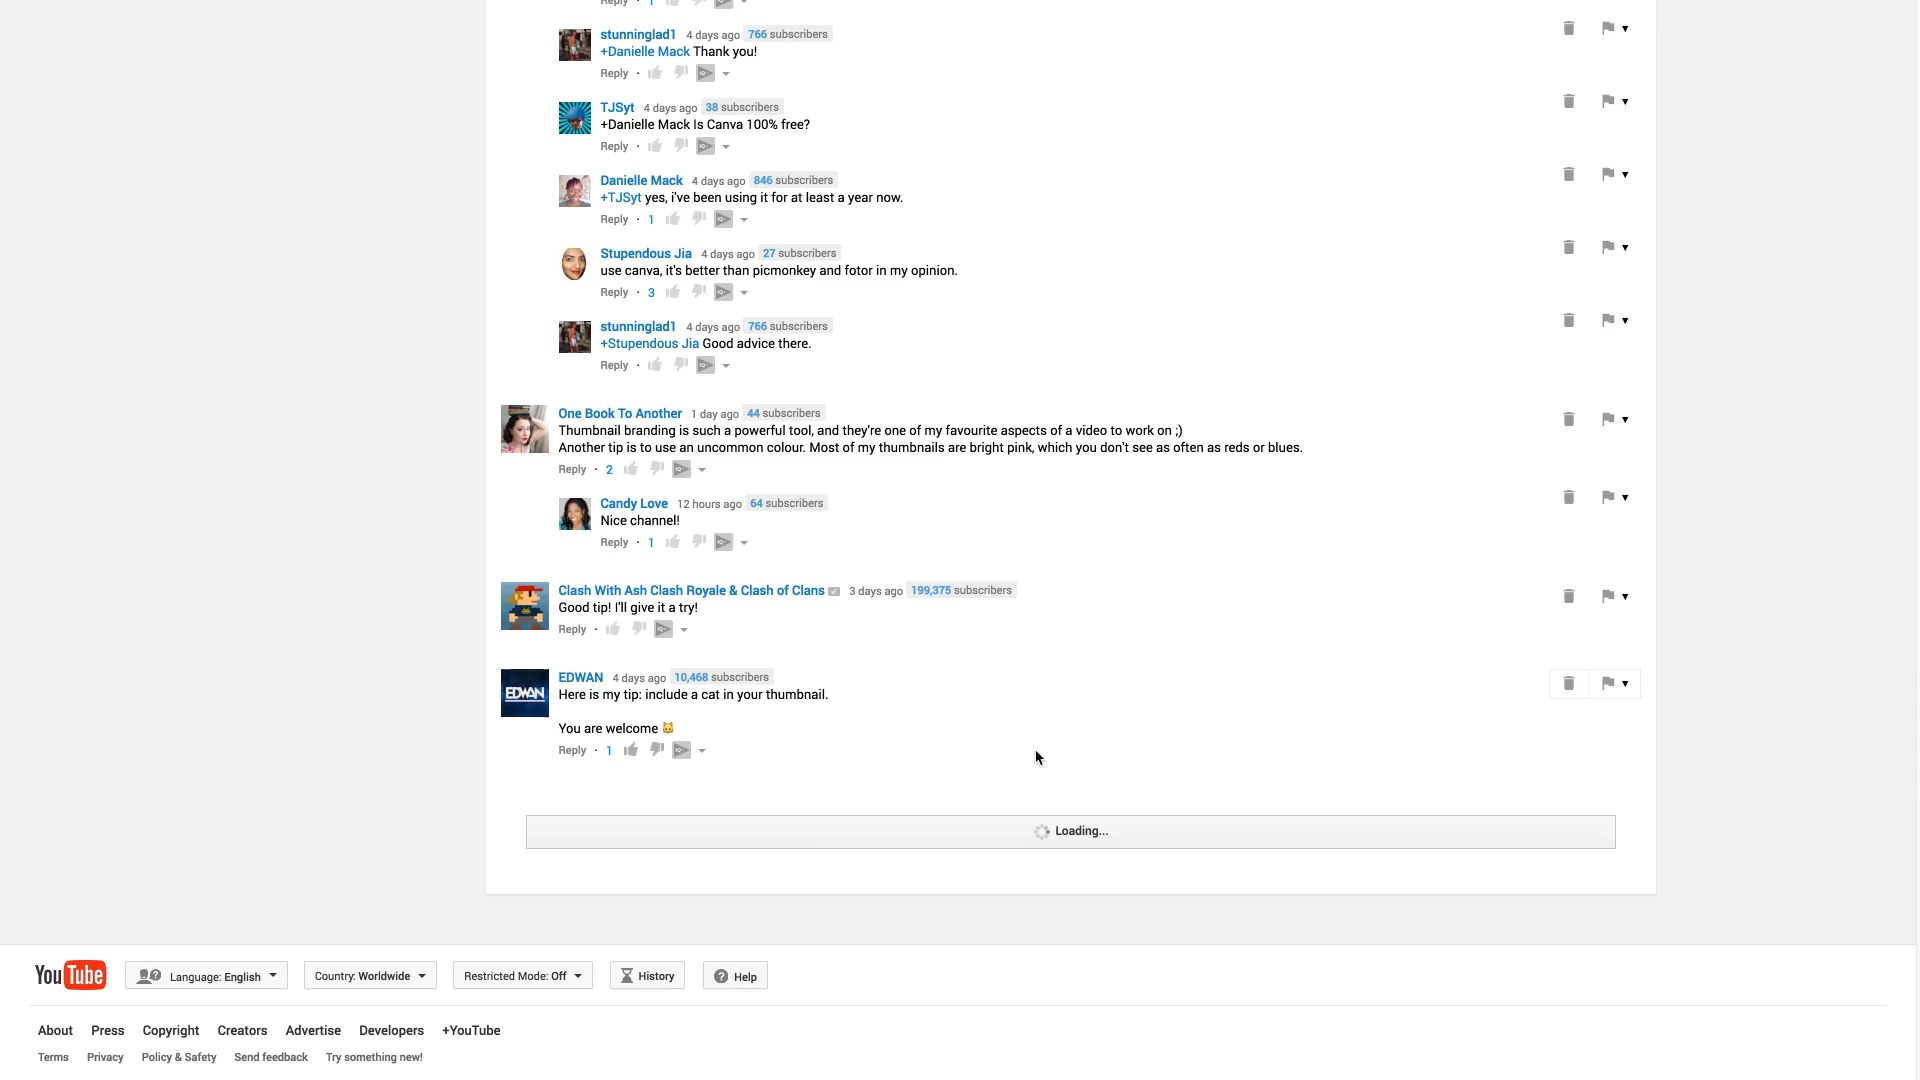 Reply · 1
stunninglad1 4 days ago 766 subscribers
+Danielle Mack Thank you!
Reply ·
TJSyt 4 days ago 38 subscribers
+Danielle Mack Is Canva 100% free?
Reply ·
Danielle Mack 4 days ago 846 subscribers
+TJSyt yes, i've been using it for at least a year now.
Reply · 1
Stupendous Jia 4 days ago 27 subscribers
use canva, it's better than picmonkey and fotor in my opinion.
Reply · 3
stunninglad1 4 days ago 766 subscribers
+Stupendous Jia Good advice there.
Reply ·
One Book To Another 1 day ago 44 subscribers
Thumbnail branding is such a powerful tool, and they're one of my favourite aspects of a video to work on ;)
Another tip is to use an uncommon colour. Most of my thumbnails are bright pink, which you don't see as often as reds or blues.
Reply · 2
Candy Love 12 hours ago 64 subscribers
Nice channel!
Reply · 1
Clash With Ash Clash Royale & Clash of Clans 3 days ago 199,375 subscribers
Good tip! I'll give it a try!
Reply ·
EDWAN
EDWAN 4 days ago 10,468 subscribers
Here is my tip: include a cat in your thumbnail.
You are welcome 🐱
Reply · 1
Loading...
YouTube Language: English Country: Worldwide Restricted Mode: Off History Help
About Press Copyright Creators Advertise Developers +YouTube
Terms Privacy Policy & Safety Send feedback Try something new!